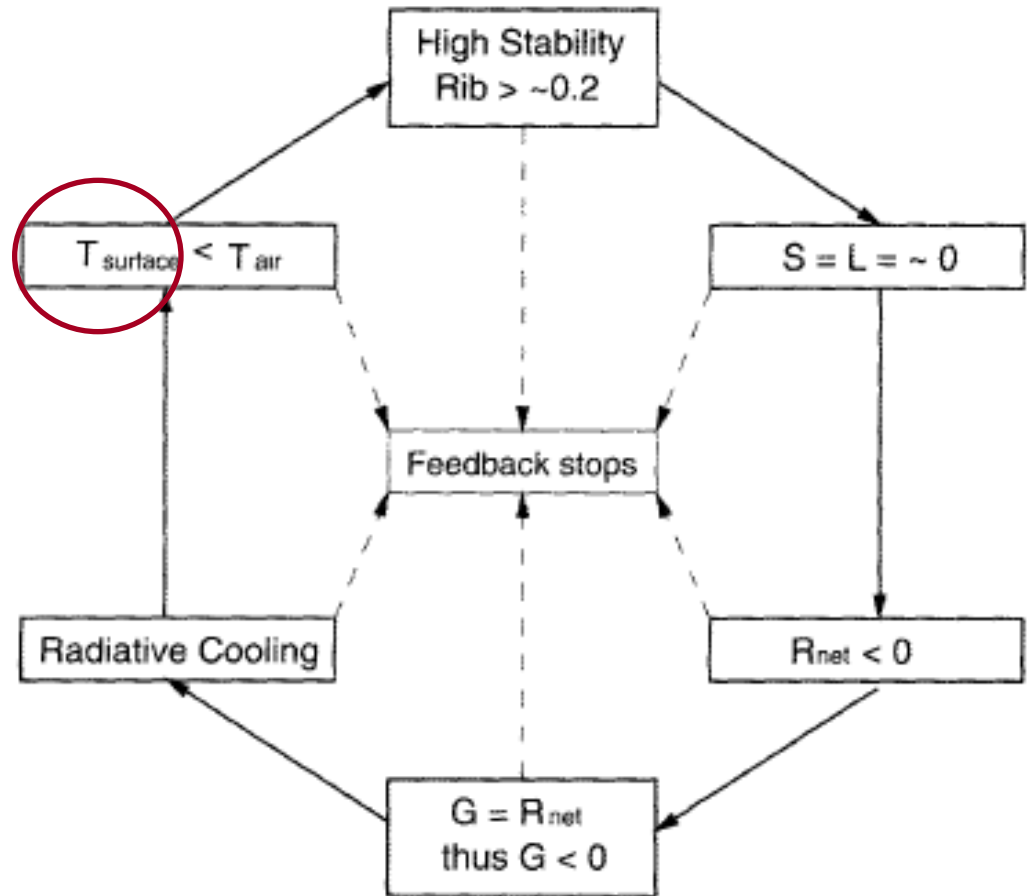 High Stability
Rib > ~0.2
T surface < T air
S = L = ~ 0
Feedback stops
Radiative Cooling
Rnet < 0
G = Rnet
thus G < 0